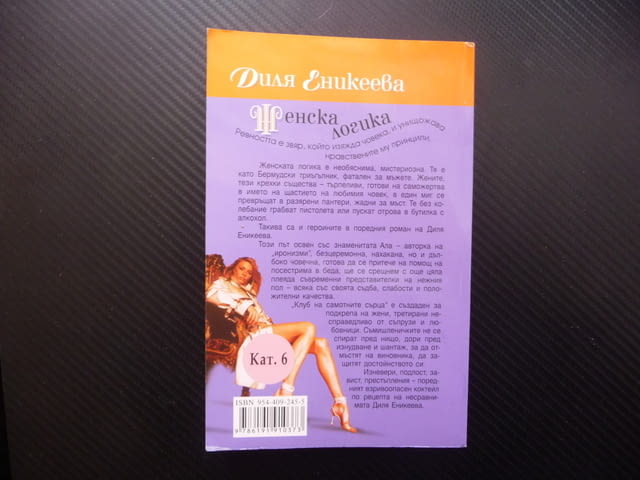 Диля Еникеева
Женска
логика
Ревността е звяр, който изяжда човека, и унищожава
нравствените му принципи.
Женската логика е необяснима, мистериозна. Тя е
като Бермудски триъгълник, фатален за мъжете. Жените,
тези крехки същества – търпеливи, готови на саможертва
в името на щастието на любимия човек, в един миг се
превръщат в разярени пантери, жадни за мъст. Те без ко-
лебание грабват пистолета или пускат отрова в бутилка с
алкохол.
- Такива са и героините в поредния роман на Диля
Еникеева.
Този път освен със знаменитата Ала – авторка на
„иронизми", безцеремонна, нахакана, но и дъл-
боко човечна, готова да се притече на помощ на
посестрима в беда, ще се срещнем с още цяла
плеяда съвременни представителки на нежния
пол – всяка със своята съдба, слабости и поло-
жителни качества.
„Клуб на самотните сърца" е създаден за
подкрепа на жени, третирани не-
справедливо от съпрузи и лю-
бовници. Съмишленичките не се
спират пред нищо, дори пред
изнудване и шантаж, за да от-
мъстят на виновника, да за-
щитят достойнството си
Изневери, подлост, за-
вист, престъпления – поред-
ният взривоопасен коктейл
по рецепта на несравни-
мата Диля Еникеева.
Кат. 6
ISBN 954-409-245-5
9 786191 910373